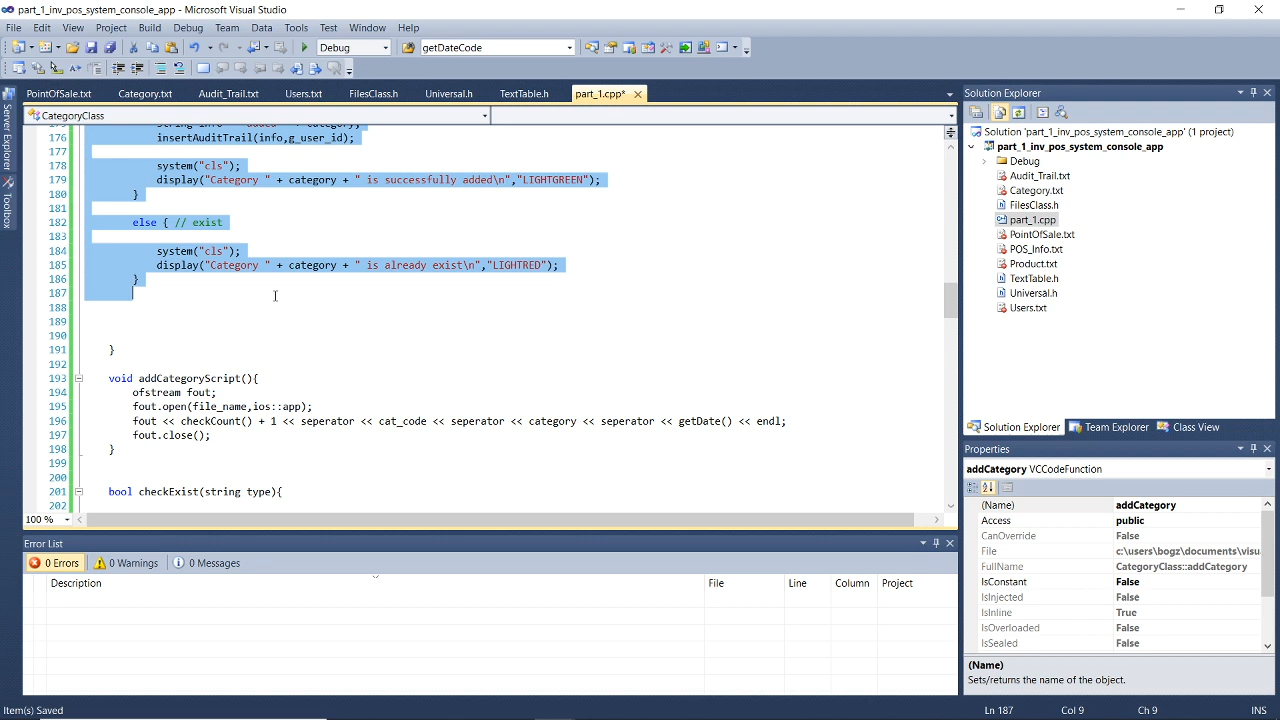 part_1_inv_pos_system_console_app - Microsoft Visual Studio
File Edit View Project Build Debug Team Data Tools Test Window Help
Debug getDateCode
PointOfSale.txt Category.txt Audit_Trail.txt Users.txt FilesClass.h Universal.h TextTable.h part_1.cpp*
CategoryClass
176 insertAuditTrail(info,g_user_id);
177
178 system("cls");
179 display("Category " + category + " is successfully added\n","LIGHTGREEN");
180 }
181
182 else { // exist
183
184 system("cls");
185 display("Category " + category + " is already exist\n","LIGHTRED");
186 }
187
188
189
190
191 }
192
193 void addCategoryScript(){
194 ofstream fout;
195 fout.open(file_name,ios::app);
196 fout << checkCount() + 1 << seperator << cat_code << seperator << category << seperator << getDate() << endl;
197 fout.close();
198 }
199
200
201 bool checkExist(string type){
202
100 %
Error List
0 Errors 0 Warnings 0 Messages
Description File Line Column Project
Server Explorer
Toolbox
Solution Explorer
Solution 'part_1_inv_pos_system_console_app' (1 project)
part_1_inv_pos_system_console_app
Debug
Audit_Trail.txt
Category.txt
FilesClass.h
part_1.cpp
PointOfSale.txt
POS_Info.txt
Product.txt
TextTable.h
Universal.h
Users.txt
Solution Explorer Team Explorer Class View
Properties
addCategory VCCodeFunction
(Name) addCategory
Access public
CanOverride False
File c:\users\bogz\documents\visu
FullName CategoryClass::addCategory
IsConstant False
IsInjected False
IsInline True
IsOverloaded False
IsSealed False
(Name)
Sets/returns the name of the object.
Item(s) Saved Ln 187 Col 9 Ch 9 INS